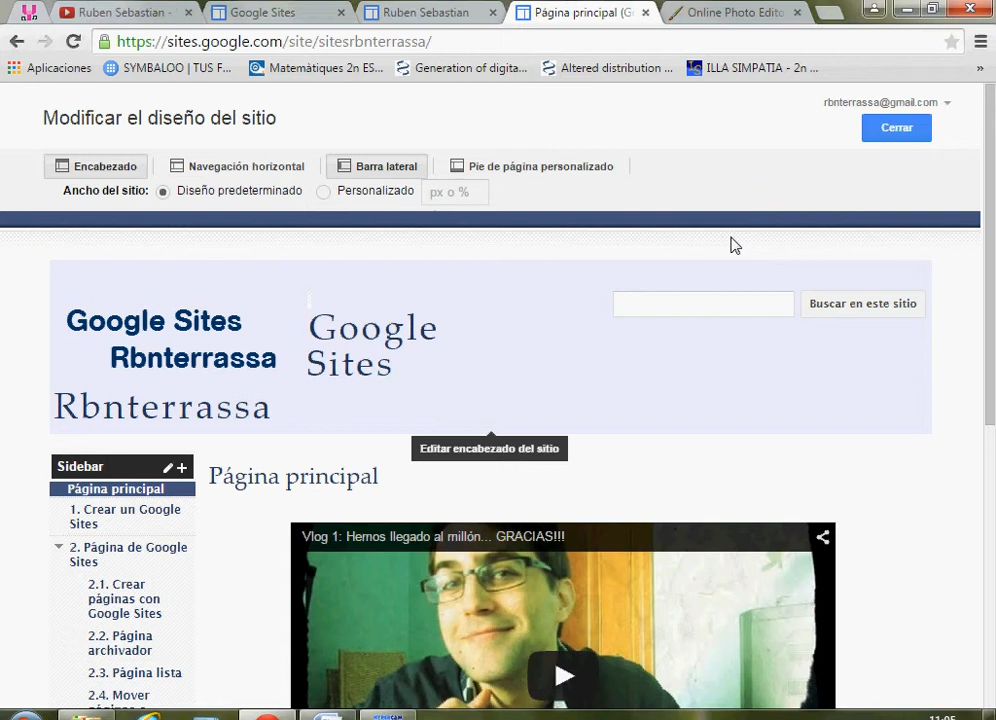 Ruben Sebastian -
Google Sites
Ruben Sebastian
Página principal (G
Online Photo Edito
https://sites.google.com/site/sitesrbnterrassa/
Aplicaciones
SYMBALOO | TUS F...
Matemàtiques 2n ES...
Generation of digita...
Altered distribution ...
ILLA SIMPATIA - 2n ...
»
Modificar el diseño del sitio
rbnterrassa@gmail.com
Cerrar
Encabezado
Navegación horizontal
Barra lateral
Pie de página personalizado
Ancho del sitio:
Diseño predeterminado
Personalizado
px o %
Google Sites
Rbnterrassa
Google
Sites
Rbnterrassa
Buscar en este sitio
Editar encabezado del sitio
Sidebar
Página principal
Página principal
1. Crear un Google
Sites
2. Página de Google
Sites
2.1. Crear
páginas con
Google Sites
2.2. Página
archivador
2.3. Página lista
2.4. Mover
Vlog 1: Hemos llegado al millón... GRACIAS!!!